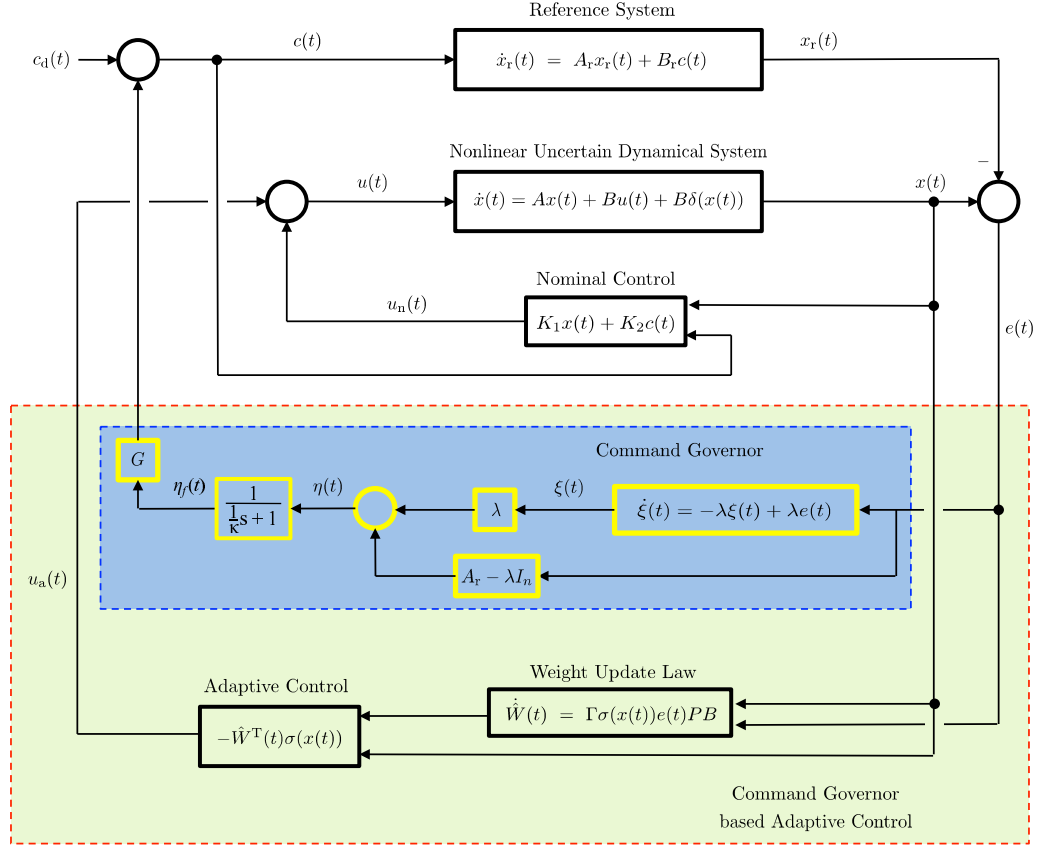 Reference System
c_d(t)
c(t)
ẋ_r(t) = A_r x_r(t) + B_r c(t)
x_r(t)
Nonlinear Uncertain Dynamical System
−
u(t)
ẋ(t) = Ax(t) + Bu(t) + Bδ(x(t))
x(t)
Nominal Control
u_n(t)
K_1 x(t) + K_2 c(t)
e(t)
Command Governor
G
η_f(t)
1
1/κ s + 1
η(t)
λ
ξ(t)
ξ̇(t) = −λξ(t) + λe(t)
A_r − λI_n
u_a(t)
Weight Update Law
Ŵ̇(t) = Γσ(x(t))e(t)PB
Adaptive Control
−Ŵ^T(t)σ(x(t))
Command Governor
based Adaptive Control